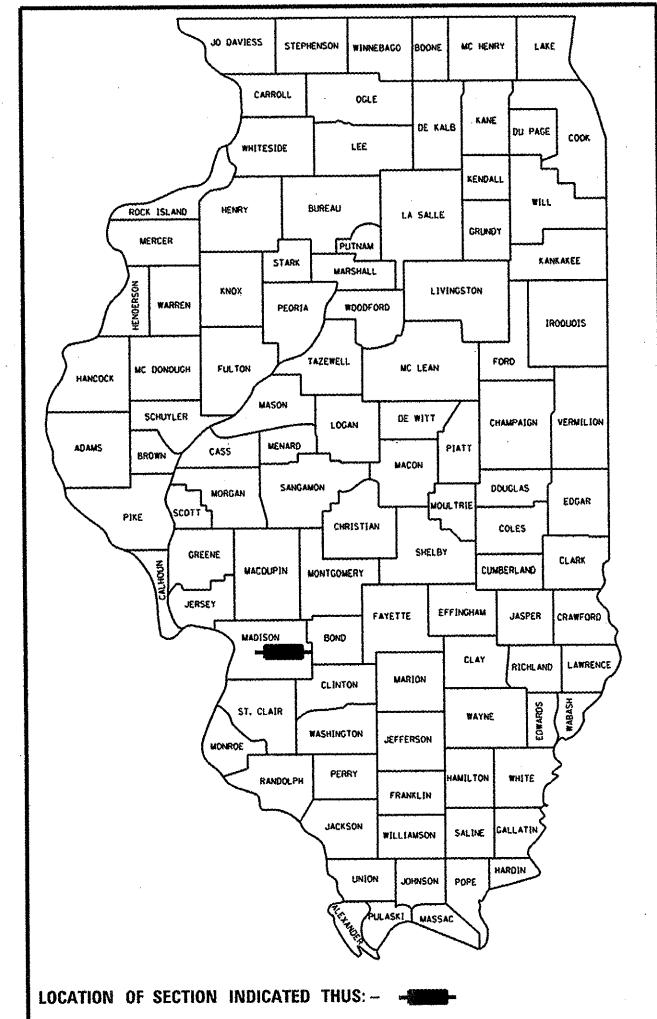 JO DAVIESS STEPHENSON WINNEBAGO BOONE MC HENRY LAKE
CARROLL OGLE DE KALB KANE DU PAGE COOK
WHITESIDE LEE KENDALL WILL
ROCK ISLAND HENRY BUREAU LA SALLE GRUNDY
MERCER PUTNAM KANKAKEE
HENDERSON WARREN KNOX STARK MARSHALL LIVINGSTON IROQUOIS
PEORIA WOODFORD
HANCOCK MC DONOUGH FULTON TAZEWELL MC LEAN FORD
SCHUYLER MASON LOGAN DE WITT CHAMPAIGN VERMILION
ADAMS BROWN CASS MENARD PIATT
MACON
PIKE SCOTT MORGAN SANGAMON MOULTRIE DOUGLAS EDGAR
CHRISTIAN COLES
CALHOUN GREENE MACOUPIN MONTGOMERY SHELBY CUMBERLAND CLARK
JERSEY FAYETTE EFFINGHAM JASPER CRAWFORD
MADISON BOND
CLAY RICHLAND LAWRENCE
CLINTON MARION
ST. CLAIR WAYNE EDWARDS WABASH
MONROE WASHINGTON JEFFERSON
RANDOLPH PERRY HAMILTON WHITE
FRANKLIN
JACKSON WILLIAMSON SALINE GALLATIN
UNION JOHNSON POPE HARDIN
ALEXANDER PULASKI MASSAC
LOCATION OF SECTION INDICATED THUS: -